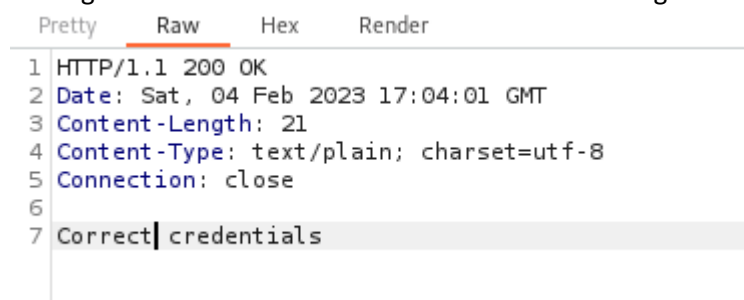 Pretty Raw Hex Render
1 HTTP/1.1 200 OK
2 Date: Sat, 04 Feb 2023 17:04:01 GMT
3 Content-Length: 21
4 Content-Type: text/plain; charset=utf-8
5 Connection: close
6
7 Correct credentials